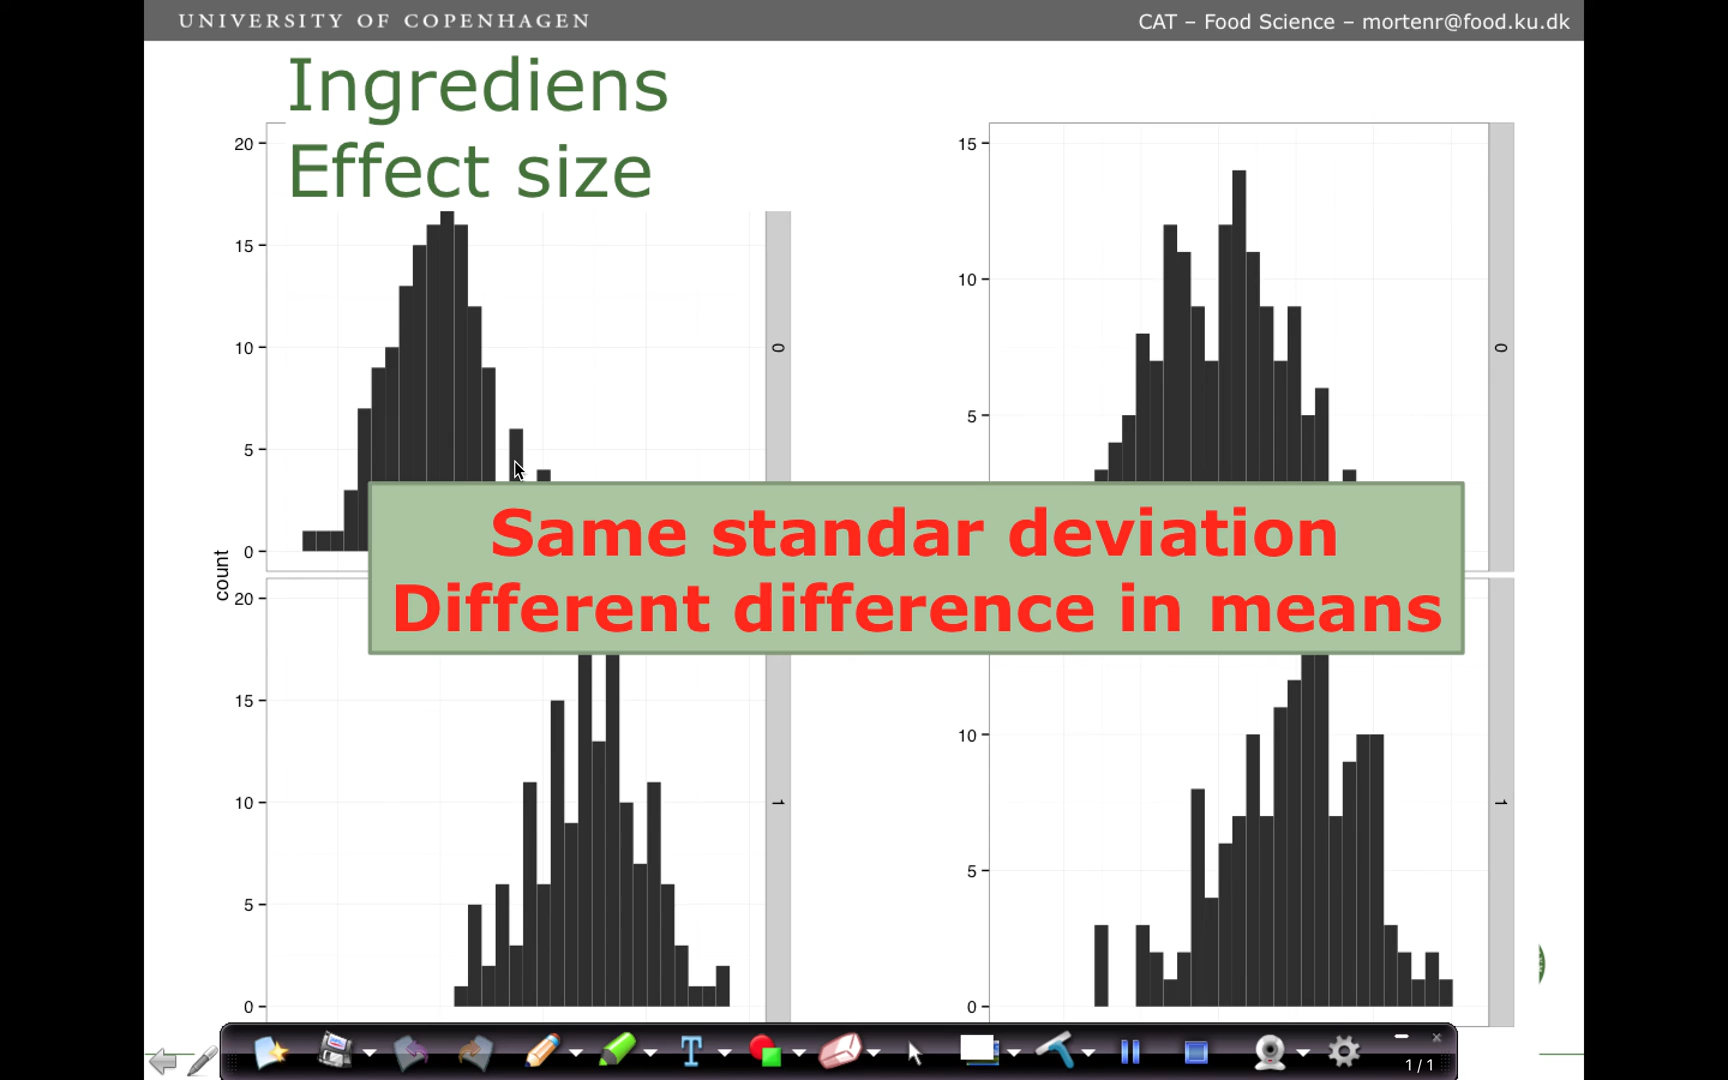 UNIVERSITY OF COPENHAGEN
CAT – Food Science – mortenr@food.ku.dk
Ingrediens
Effect size
20
15
10
5
0
0
15
10
5
0
count
Same standar deviation
Different difference in means
20
15
10
5
0
1
10
5
0
1
T
1 / 1